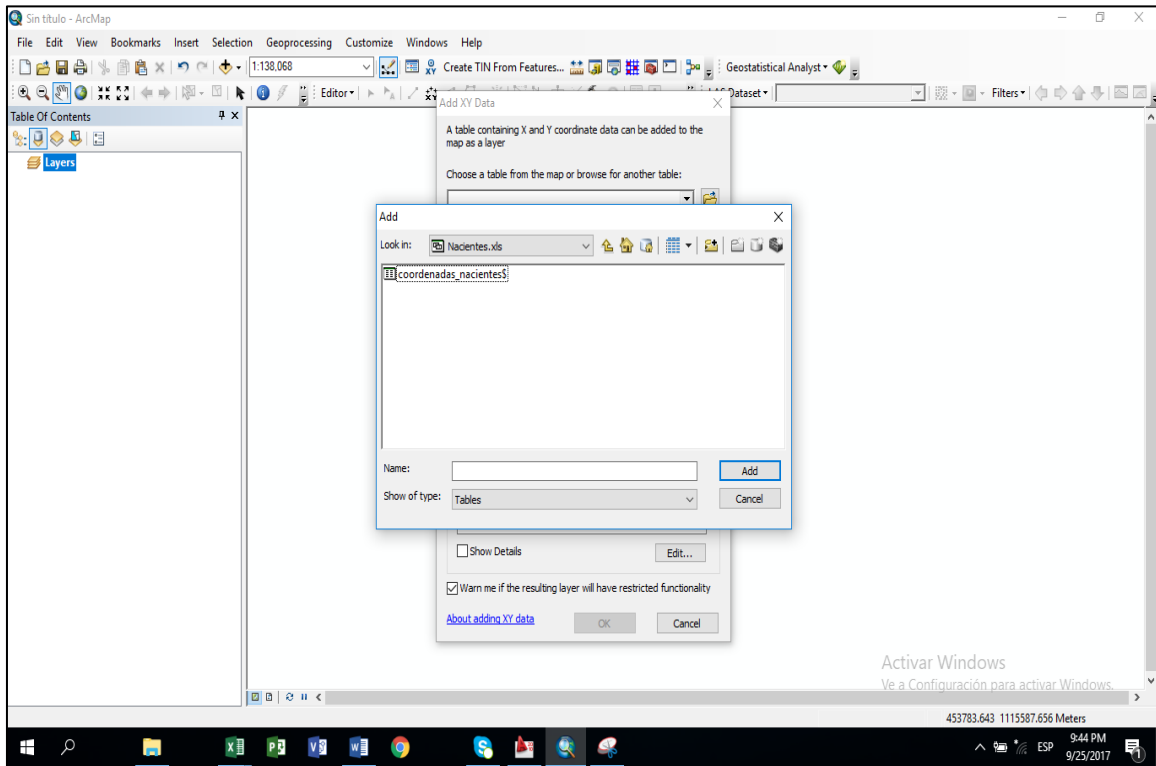 Sin título - ArcMap
File Edit View Bookmarks Insert Selection Geoprocessing Customize Windows Help
1:138,068
Create TIN From Features...
Geostatistical Analyst
Editor
Dataset
Filters
Table Of Contents
Layers
Add XY Data
A table containing X and Y coordinate data can be added to the
map as a layer
Choose a table from the map or browse for another table:
Add
Look in: Nacientes.xls
coordenadas_nacientes$
Name:
Add
Show of type: Tables
Cancel
Show Details
Edit...
Warn me if the resulting layer will have restricted functionality
About adding XY data
OK
Cancel
Activar Windows
Ve a Configuración para activar Windows.
453783.643 1115587.656 Meters
ESP
9:44 PM
9/25/2017